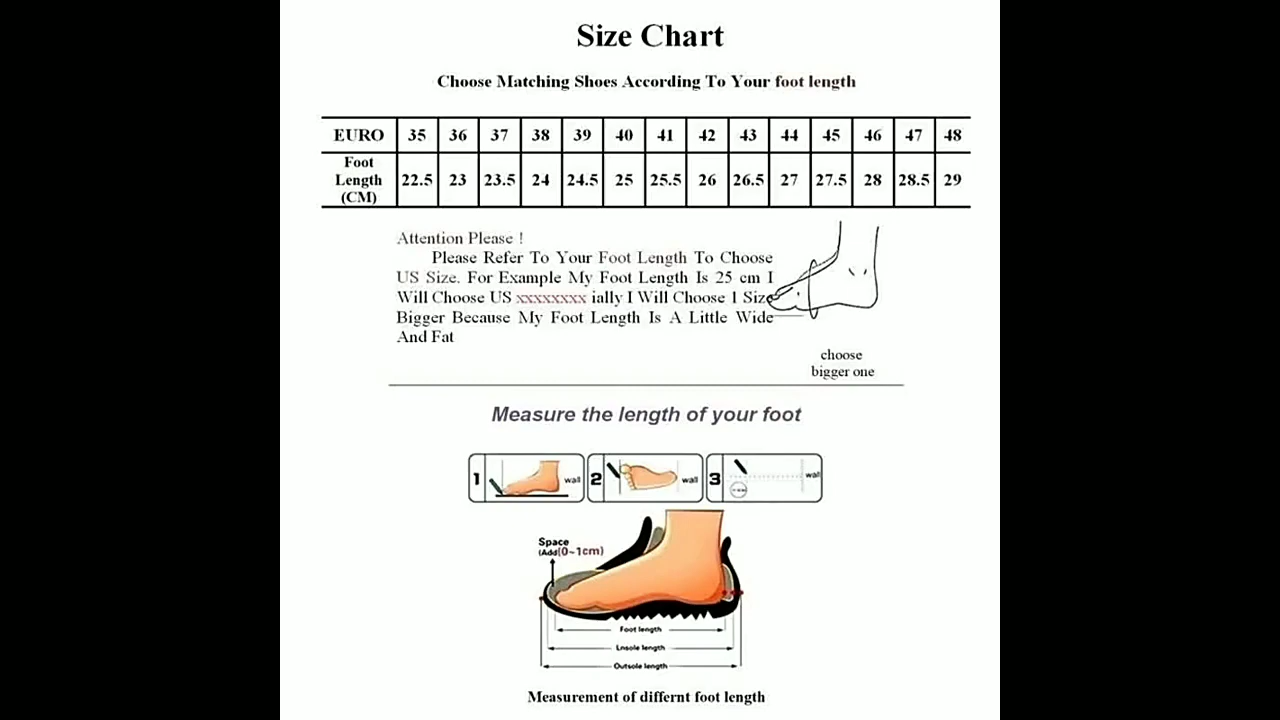 Size Chart
Choose Matching Shoes According To Your foot length
EURO 35 36 37 38 39 40 41 42 43 44 45 46 47 48
Foot Length (CM) 22.5 23 23.5 24 24.5 25 25.5 26 26.5 27 27.5 28 28.5 29
Attention Please !
Please Refer To Your Foot Length To Choose
US Size. For Example My Foot Length Is 25 cm I
Will Choose US xxxxxxxx ially I Will Choose 1 Size
Bigger Because My Foot Length Is A Little Wide
And Fat
choose
bigger one
Measure the length of your foot
1 wall 2 wall 3 wall
Space
(Add(0~1cm)
Foot length
Lnsole length
Outsole length
Measurement of differnt foot length